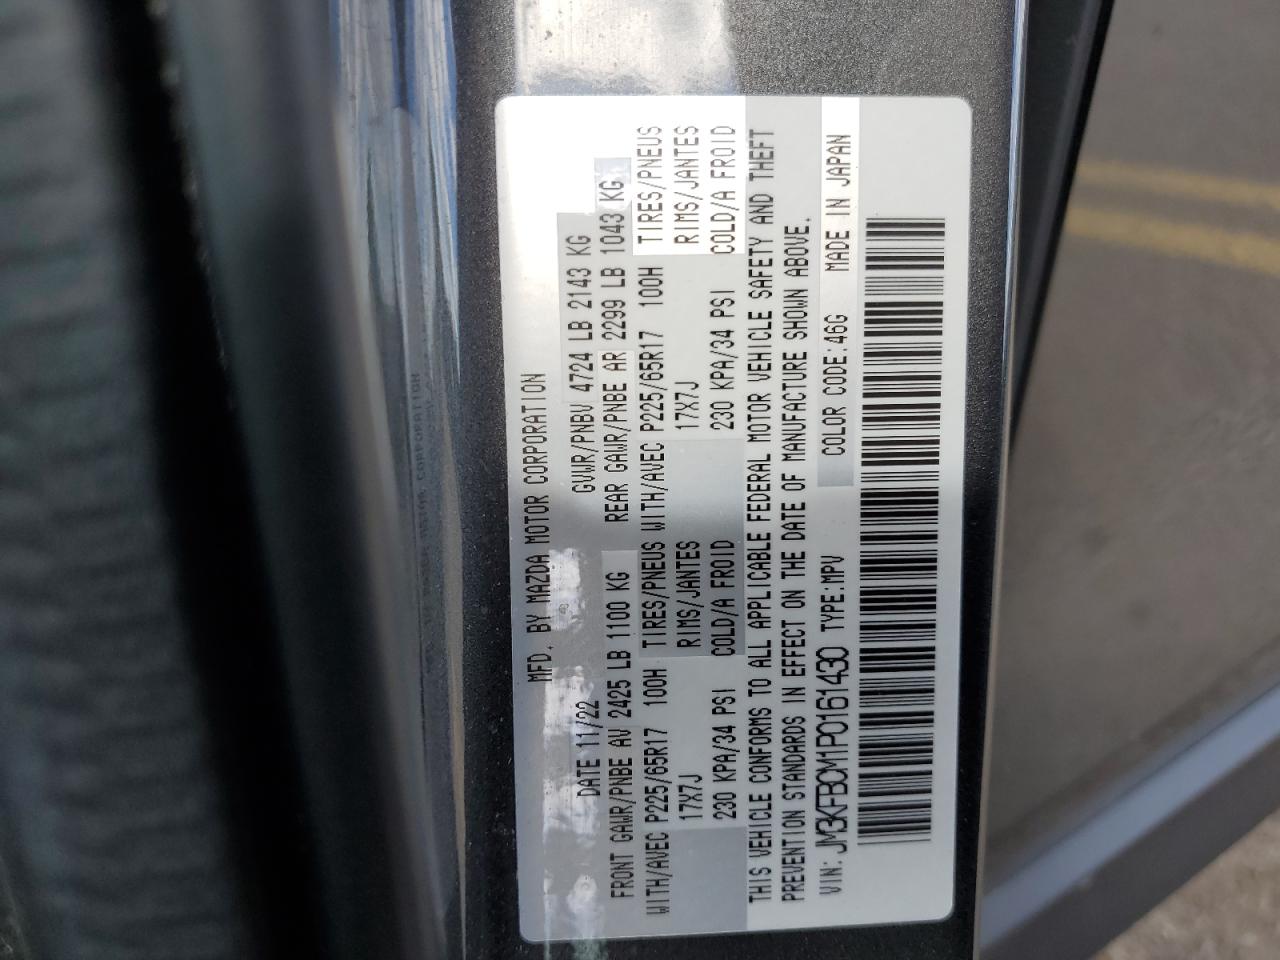 MFD. BY MAZDA MOTOR CORPORATION
DATE 11/22 GVWR/PNBV 4724 LB 2143 KG
FRONT GAWR/PNBE AV 2425 LB 1100 KG REAR GAWR/PNBE AR 2299 LB 1043 KG
WITH/AVEC P225/65R17 100H TIRES/PNEUS WITH/AVEC P225/65R17 100H TIRES/PNEUS
17X7J RIMS/JANTES 17X7J RIMS/JANTES
230 KPA/34 PSI COLD/A FROID 230 KPA/34 PSI COLD/A FROID
THIS VEHICLE CONFORMS TO ALL APPLICABLE FEDERAL MOTOR VEHICLE SAFETY AND THEFT
PREVENTION STANDARDS IN EFFECT ON THE DATE OF MANUFACTURE SHOWN ABOVE.
VIN: JM3KFBCM1P0161430 TYPE:MPV COLOR CODE:46G MADE IN JAPAN